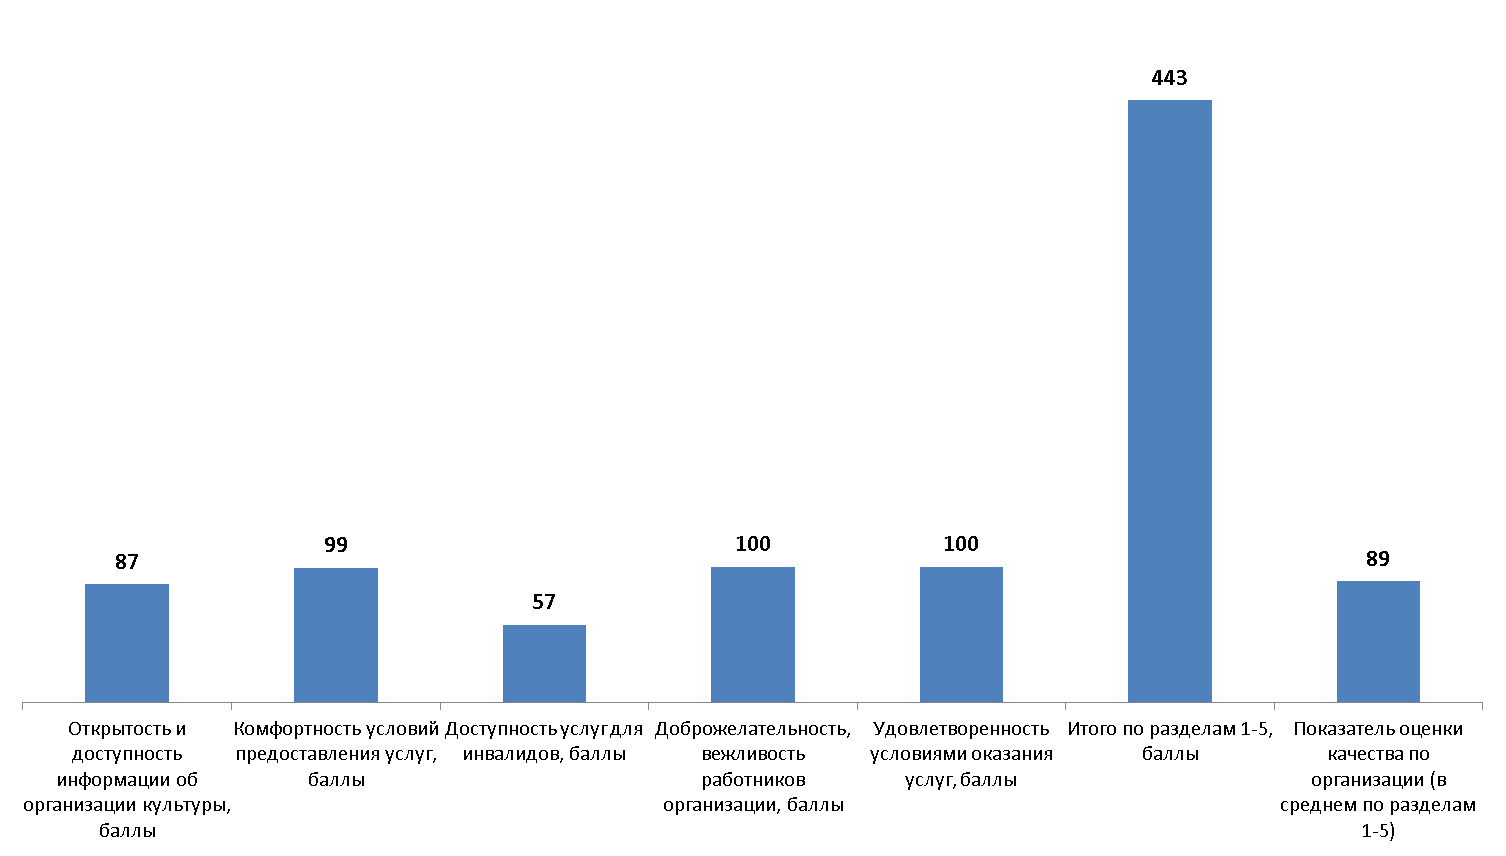 443
87
99
57
100
100
89
Открытость и
доступность
информации об
организации культуры,
баллы
Комфортность условий
предоставления услуг,
баллы
Доступность услуг для
инвалидов, баллы
Доброжелательность,
вежливость
работников
организации, баллы
Удовлетворенность
условиями оказания
услуг, баллы
Итого по разделам 1-5,
баллы
Показатель оценки
качества по
организации (в
среднем по разделам
1-5)